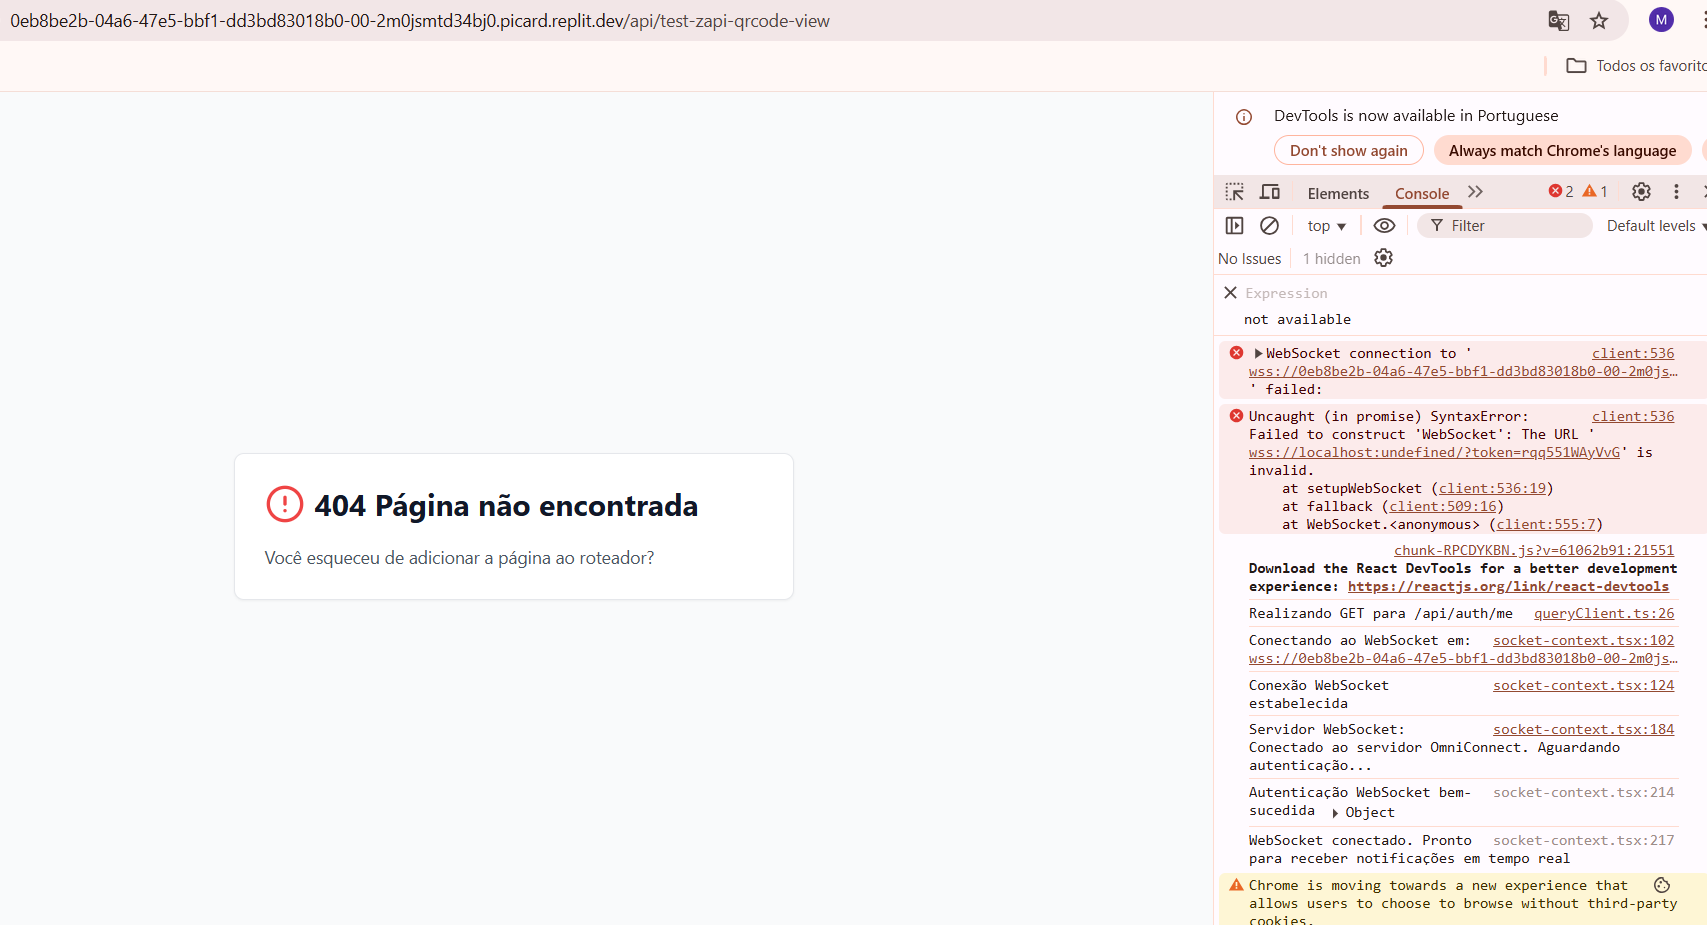 0eb8be2b-04a6-47e5-bbf1-dd3bd83018b0-00-2m0jsmtd34bj0.picard.replit.dev/api/test-zapi-qrcode-view
M
Todos os favorito
404 Página não encontrada
Você esqueceu de adicionar a página ao roteador?
DevTools is now available in Portuguese
Don't show again
Always match Chrome's language
Elements
Console
2
1
top
Filter
Default levels
No Issues
1 hidden
Expression
not available
WebSocket connection to ' client:536
wss://0eb8be2b-04a6-47e5-bbf1-dd3bd83018b0-00-2m0js…
' failed:
Uncaught (in promise) SyntaxError: client:536
Failed to construct 'WebSocket': The URL '
wss://localhost:undefined/?token=rqq551WAyVvG' is
invalid.
at setupWebSocket (client:536:19)
at fallback (client:509:16)
at WebSocket.<anonymous> (client:555:7)
chunk-RPCDYKBN.js?v=61062b91:21551
Download the React DevTools for a better development
experience: https://reactjs.org/link/react-devtools
Realizando GET para /api/auth/me queryClient.ts:26
Conectando ao WebSocket em: socket-context.tsx:102
wss://0eb8be2b-04a6-47e5-bbf1-dd3bd83018b0-00-2m0js…
Conexão WebSocket socket-context.tsx:124
estabelecida
Servidor WebSocket: socket-context.tsx:184
Conectado ao servidor OmniConnect. Aguardando
autenticação...
Autenticação WebSocket bem- socket-context.tsx:214
sucedida Object
WebSocket conectado. Pronto socket-context.tsx:217
para receber notificações em tempo real
Chrome is moving towards a new experience that
allows users to choose to browse without third-party
cookies.